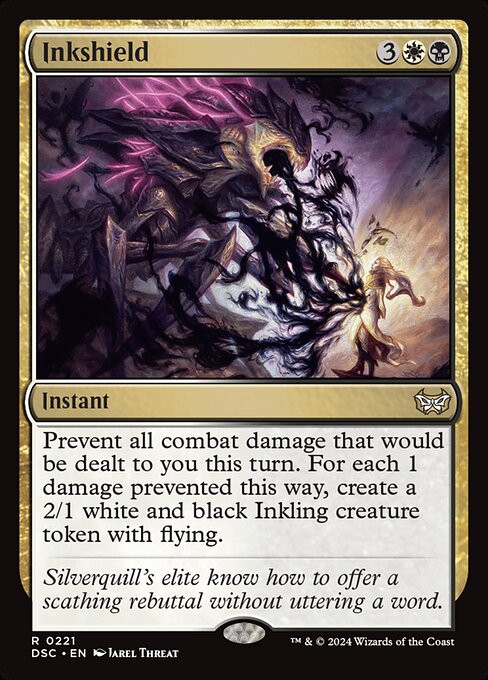 Inkshield 3
Instant
Prevent all combat damage that would
be dealt to you this turn. For each 1
damage prevented this way, create a
2/1 white and black Inkling creature
token with flying.
Silverquill's elite know how to offer a
scathing rebuttal without uttering a word.
R 0221
DSC • EN JAREL THREAT
™ & © 2024 Wizards of the Coast